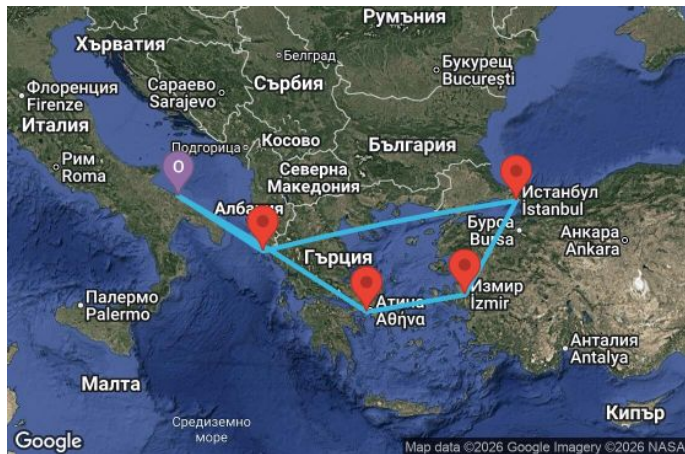 Румъния
Хърватия
Белград
Букурещ
București
Флоренция
Firenze
Сараево
Sarajevo
Сърбия
Италия
Подгорица
Косово
България
Рим
Roma
O
Северна
Македония
Истанбул
İstanbul
Бурса
Bursa
Анкара
Ankara
Гърция
Палермо
Palermo
Атина
Αθήνα
Измир
İzmir
Анталия
Antalya
Малта
Средиземно
море
Кипър
Google
Map data ©2026 Google Imagery ©2026 NASA